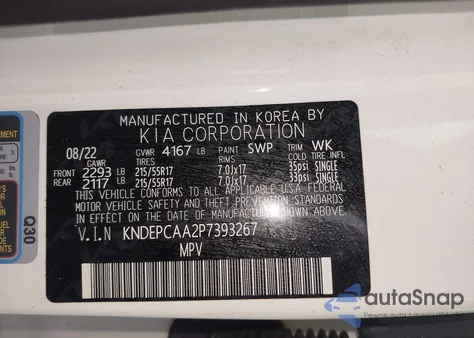 MANUFACTURED IN KOREA BY
KIA CORPORATION
08/22 GVWR 4167 LB PAINT SWP TRIM WK
GAWR TIRES RIMS COLD TIRE INFL
FRONT 2293 LB 215/55R17 7.0Jx17 35psi SINGLE
REAR 2117 LB 215/55R17 7.0Jx17 33psi SINGLE
THIS VEHICLE CONFORMS TO ALL APPLICABLE U.S.A. FEDERAL
MOTOR VEHICLE SAFETY AND THEFT PREVENTION STANDARDS
IN EFFECT ON THE DATE OF MANUFACTURE SHOWN ABOVE.
V.I.N KNDEPCAA2P7393267
MPV
Q30
autaSnap